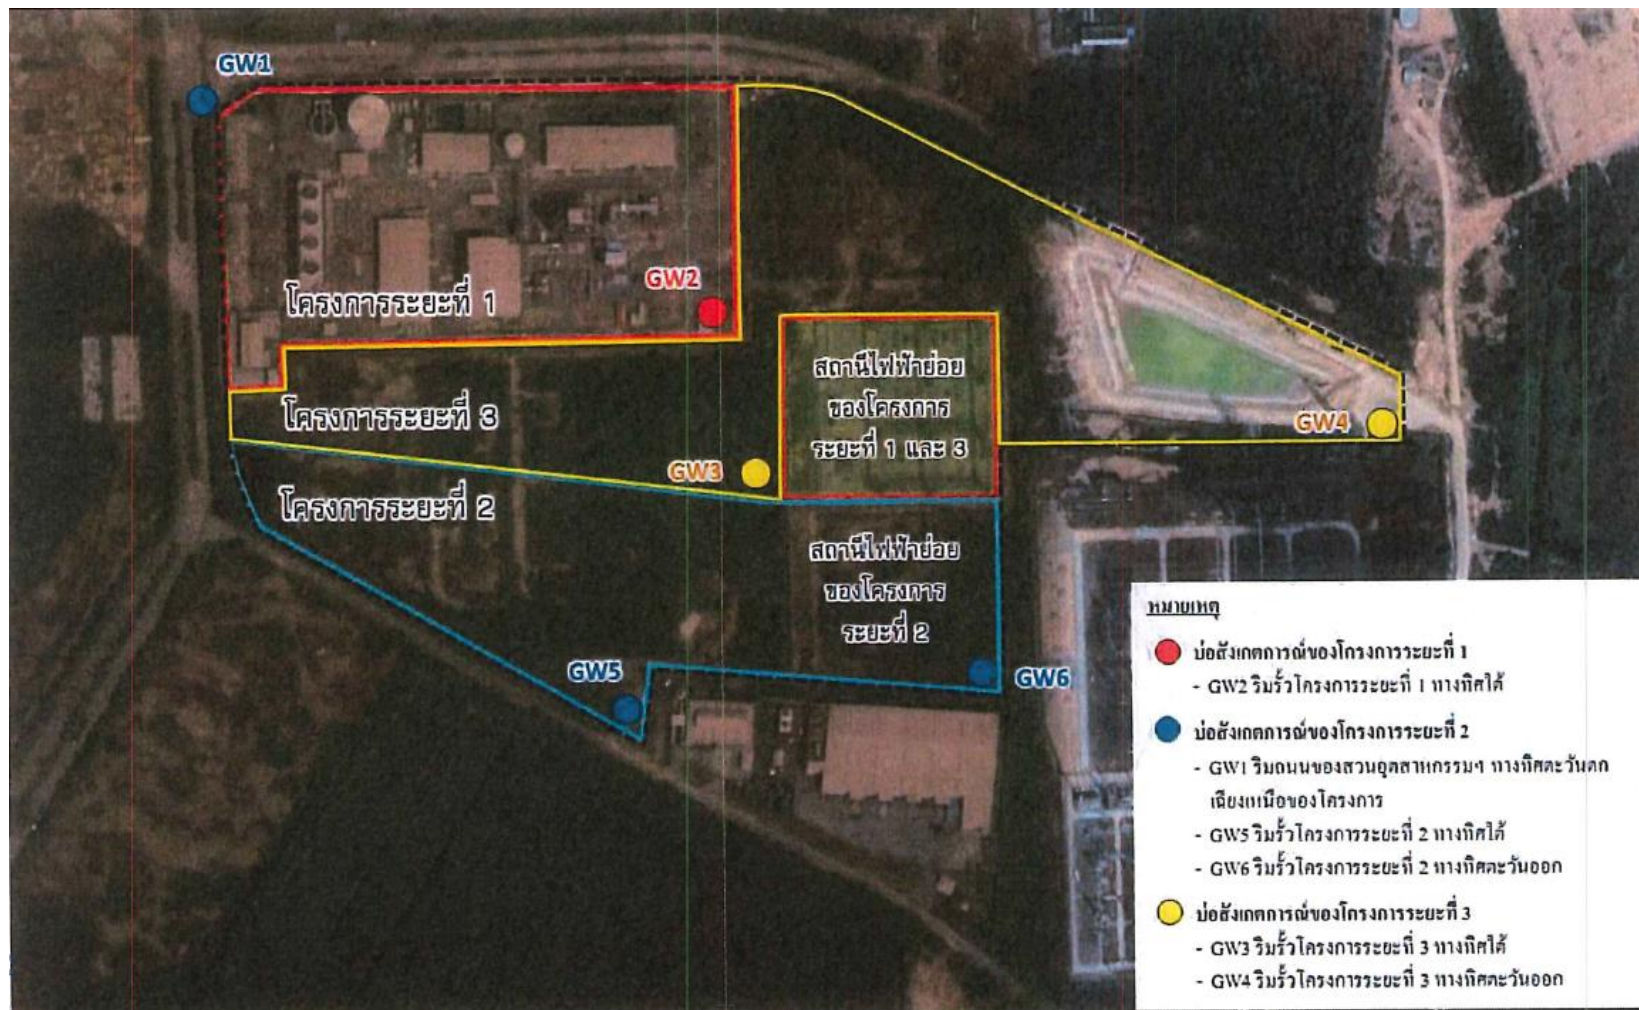 GW1
GW2
โครงการระยะที่ 1
สถานีไฟฟ้าย่อย
ของโครงการ
ระยะที่ 1 และ 3
โครงการระยะที่ 3
GW4
GW3
โครงการระยะที่ 2
สถานีไฟฟ้าย่อย
ของโครงการ
ระยะที่ 2
GW5
GW6
หมายเหตุ
บ่อสังเกตการณ์ของโครงการระยะที่ 1
- GW2 ริมรั้วโครงการระยะที่ 1 ทางทิศใต้
บ่อสังเกตการณ์ของโครงการระยะที่ 2
- GW1 ริมถนนของสวนอุตสาหกรรมฯ ทางทิศตะวันตก
เฉียงเหนือของโครงการ
- GW5 ริมรั้วโครงการระยะที่ 2 ทางทิศใต้
- GW6 ริมรั้วโครงการระยะที่ 2 ทางทิศตะวันออก
บ่อสังเกตการณ์ของโครงการระยะที่ 3
- GW3 ริมรั้วโครงการระยะที่ 3 ทางทิศใต้
- GW4 ริมรั้วโครงการระยะที่ 3 ทางทิศตะวันออก